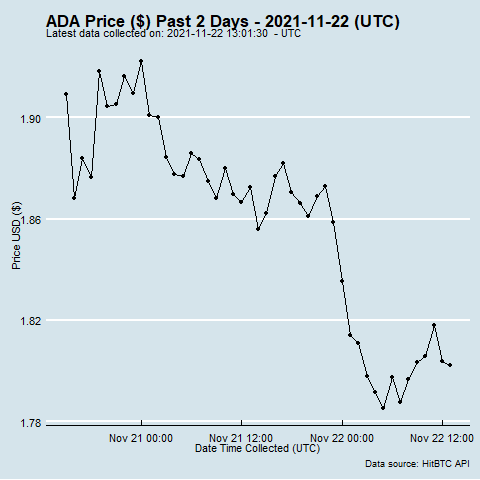 ADA Price ($) Past 2 Days - 2021-11-22 (UTC)
Latest data collected on: 2021-11-22 13:01:30  - UTC
1.90
1.86
1.82
1.78
Price USD ($)
Nov 21 00:00 Nov 21 12:00 Nov 22 00:00 Nov 22 12:00
Date Time Collected (UTC)
Data source: HitBTC API